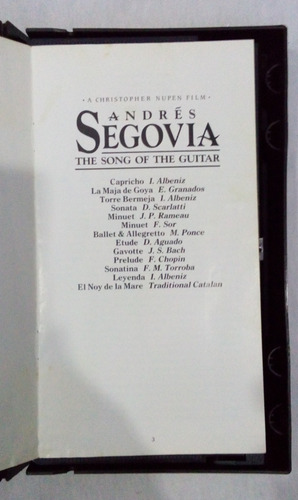 - A CHRISTOPHER NUPEN FILM -
ANDRÉS
SEGOVIA
THE SONG OF THE GUITAR
Capricho I. Albeniz
La Maja de Goya E. Granados
Torre Bermeja I. Albeniz
Sonata D. Scarlatti
Minuet J. P. Rameau
Minuet F. Sor
Ballet & Allegretto M. Ponce
Etude D. Aguado
Gavotte J. S. Bach
Prelude F. Chopin
Sonatina F. M. Torroba
Leyenda I. Albeniz
El Noy de la Mare Traditional Catalan
3